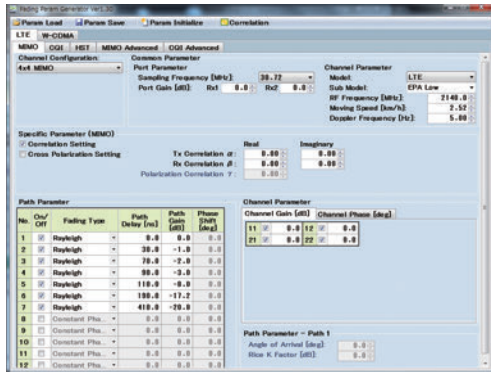 Fading Param Generator Ver1.30
Param Load Param Save Param Initialize Correlation
LTE W-CDMA
MIMO CQI HST MIMO Advanced CQI Advanced
Channel Configuration:
4x4 MIMO
Common Parameter
Port Parameter
Sampling Frequency [MHz]: 30.72
Port Gain [dB]: Rx1 0.0 Rx2 0.0
Channel Parameter
Model: LTE
Sub Model: EPA Low
RF Frequency [MHz]: 2140.0
Moving Speed [km/h]: 2.52
Doppler Frequency [Hz]: 5.00
Specific Parameter (MIMO)
Correlation Setting
Cross Polarization Setting
Real Imaginary
Tx Correlation α: 0.00 0.00
Rx Correlation β: 0.00 0.00
Polarization Correlation γ: 0.00
Path Paramter
No. On/Off Fading Type Path Delay [ns] Path Gain [dB] Phase Shift [deg]
1 Rayleigh 0.0 0.0 0.0
2 Rayleigh 30.0 -1.0 0.0
3 Rayleigh 70.0 -2.0 0.0
4 Rayleigh 90.0 -3.0 0.0
5 Rayleigh 110.0 -8.0 0.0
6 Rayleigh 190.0 -17.2 0.0
7 Rayleigh 410.0 -20.8 0.0
8 Constant Pha... 0.0 0.0 0.0
9 Constant Pha... 0.0 0.0 0.0
10 Constant Pha... 0.0 0.0 0.0
11 Constant Pha... 0.0 0.0 0.0
12 Constant Pha... 0.0 0.0 0.0
Channel Parameter
Channel Gain [dB] Channel Phase [deg]
11 0.0 12 0.0
21 0.0 22 0.0
Path Parameter - Path 1
Angle of Arrival [deg]: 0.0
Rice K Factor [dB]: 0.0